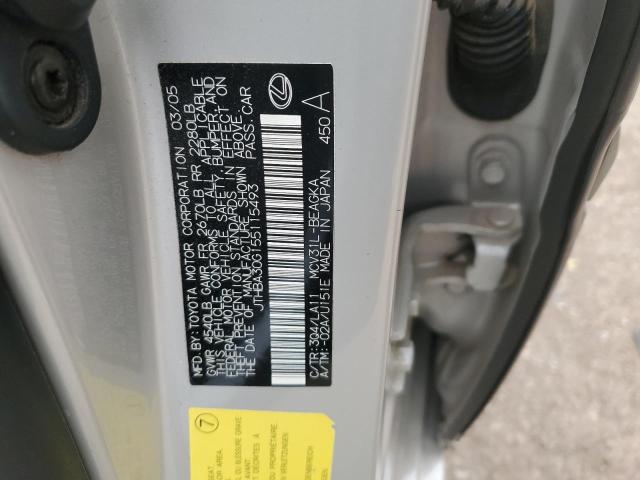 MFD.BY:TOYOTA MOTOR CORPORATION 03/05
GVWR 4540LB GAWR FR 2670LB RR 2280LB
THIS VEHICLE CONFORMS TO ALL APPLICABLE
FEDERAL MOTOR VEHICLE SAFETY, BUMPER, AND
THEFT PREVENTION STANDARDS IN EFFECT ON
THE DATE OF MANUFACTURE SHOWN ABOVE.
JTHBA30G155115493 PASS.CAR
C/TR:3Q4/LA11 MCV31L-BEAGKA
A/TM:-02A/U151E MADE IN JAPAN 450 A
7